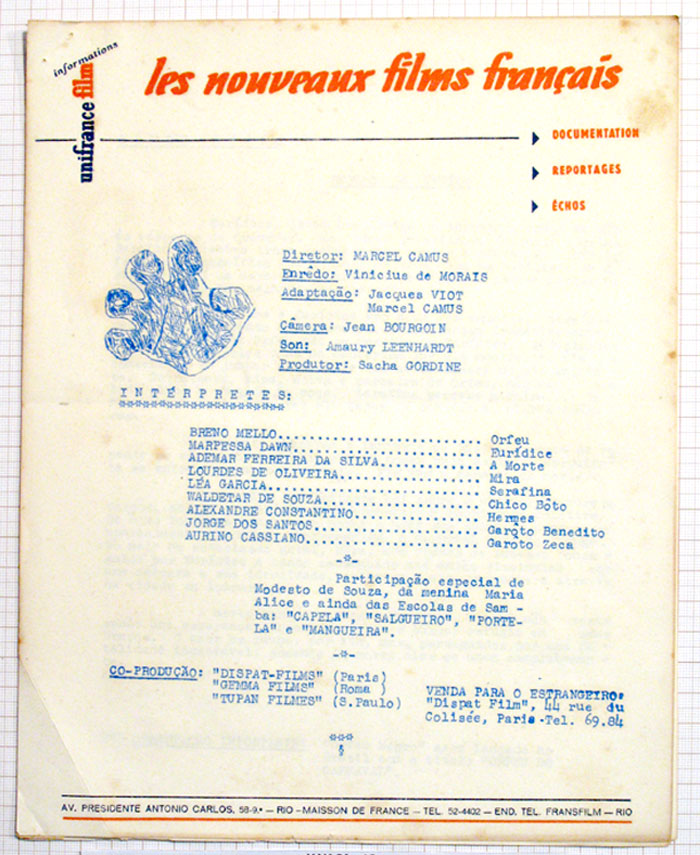 informations
unifrance film
les nouveaux films français
DOCUMENTATION
REPORTAGES
ÉCHOS
Diretor: MARCEL CAMUS
Enrêdo: Vinicius de MORAIS
Adaptação: Jacques VIOT
Marcel CAMUS
Câmera: Jean BOURGOIN
Son: Amaury LEENHARDT
Produtor: Sacha GORDINE
INTÉRPRETES:
BRENO MELLO.............................. Orfeu
MARPESSA DAWN............................ Eurídice
ADEMAR FERREIRA DA SILVA............... A Morte
LOURDES DE OLIVEIRA..................... Mira
LÉA GARCIA............................... Serafina
WALDETAR DE SOUZA....................... Chico Bôto
ALEXANDRE CONSTANTINO................... Hermes
JORGE DOS SANTOS........................ Garôto Benedito
AURINO CASSIANO......................... Garoto Zeca
-*-
Participação especial de
Modesto de Souza, da menina Maria
Alice e ainda das Escolas de Sam -
ba: "CAPELA", "SALGUEIRO", "PORTE-
LA" e "MANGUEIRA".
-*-
CO-PRODUÇÃO: "DISPAT-FILMS" (Paris)
"GEMMA FILMS" (Roma )
"TUPAN FILMES" (S.Paulo)
VENDA PARA O ESTRANGEIRO:
"Dispat Film", 44 rue du
Colisée, Paris-Tel. 69.84
***
AV. PRESIDENTE ANTONIO CARLOS, 58-9.º — RIO - MAISSON DE FRANCE — TEL. 52-4402 — END. TEL. FRANSFILM — RIO